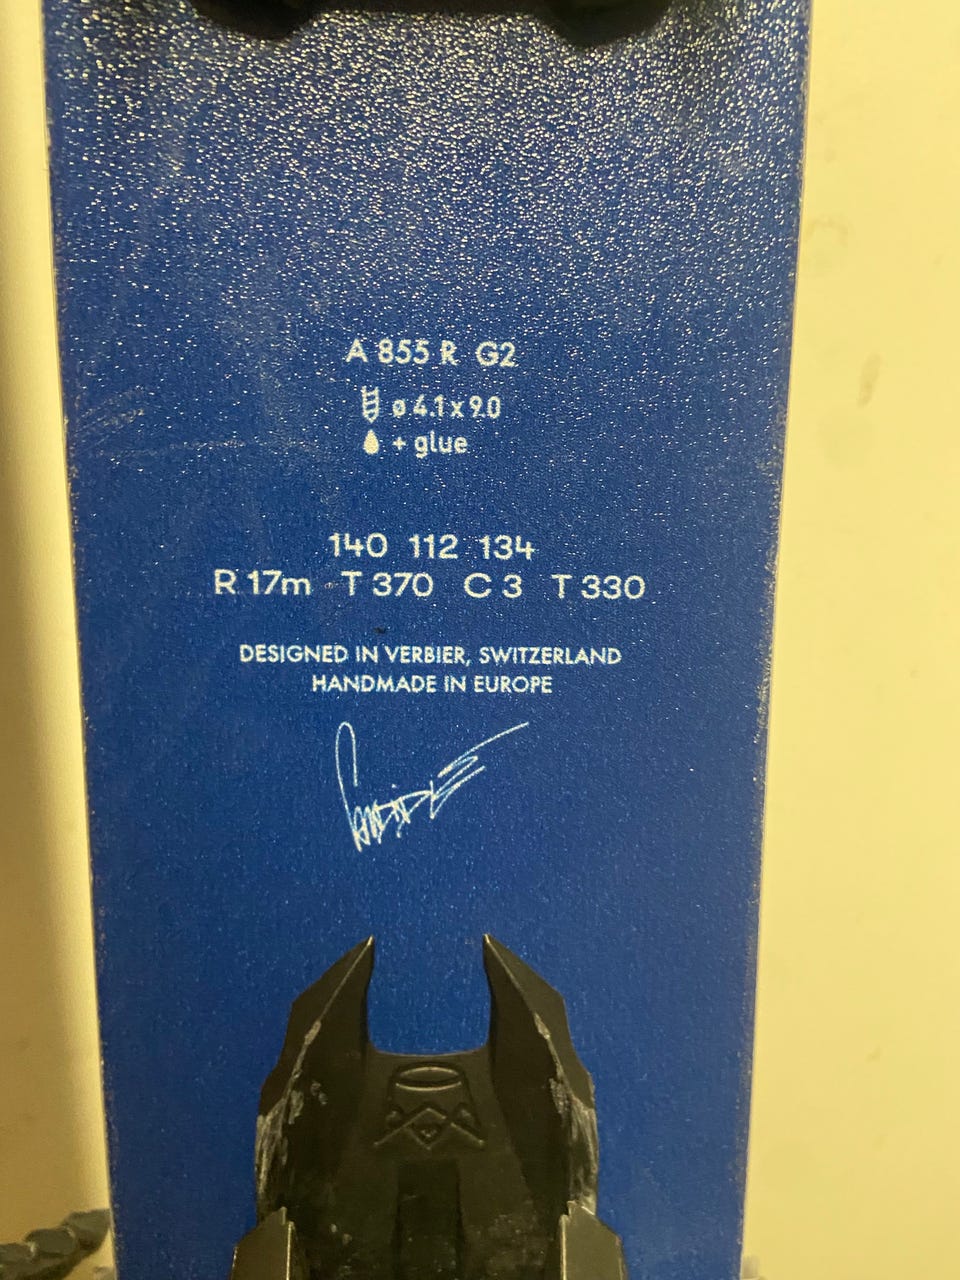 A 855 R G2
ø 4.1 x 9.0
+ glue
140 112 134
R 17m T 370 C 3 T 330
DESIGNED IN VERBIER, SWITZERLAND
HANDMADE IN EUROPE